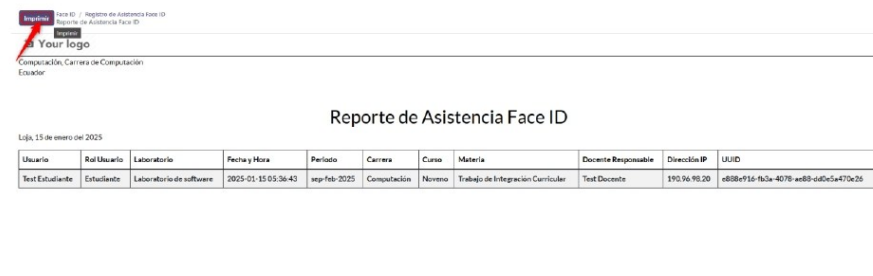 Imprimir
Face ID / Registro de Asistencia Face ID
Reporte de Asistencia Face ID
Imprimir
Your logo
Computación, Carrera de Computación
Ecuador
Reporte de Asistencia Face ID
Loja, 15 de enero del 2025
Usuario Rol Usuario Laboratorio Fecha y Hora Período Carrera Curso Materia Docente Responsable Dirección IP UUID
Test Estudiante Estudiante Laboratorio de software 2025-01-15 05:36:43 sep-feb-2025 Computación Noveno Trabajo de Integración Curricular Test Docente 190.96.98.20 e888e916-fb3a-4078-ae88-dd0e5a470e26